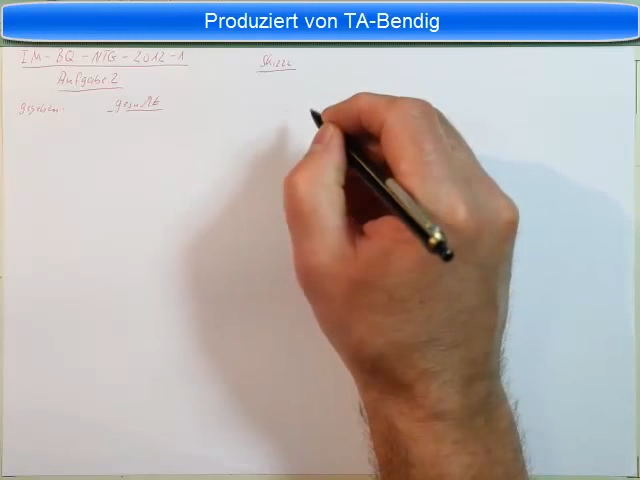 Produziert von TA-Bendig
IM-BQ-NTG-2012-1
Skizze
Aufgabe 2
gegeben: gesucht